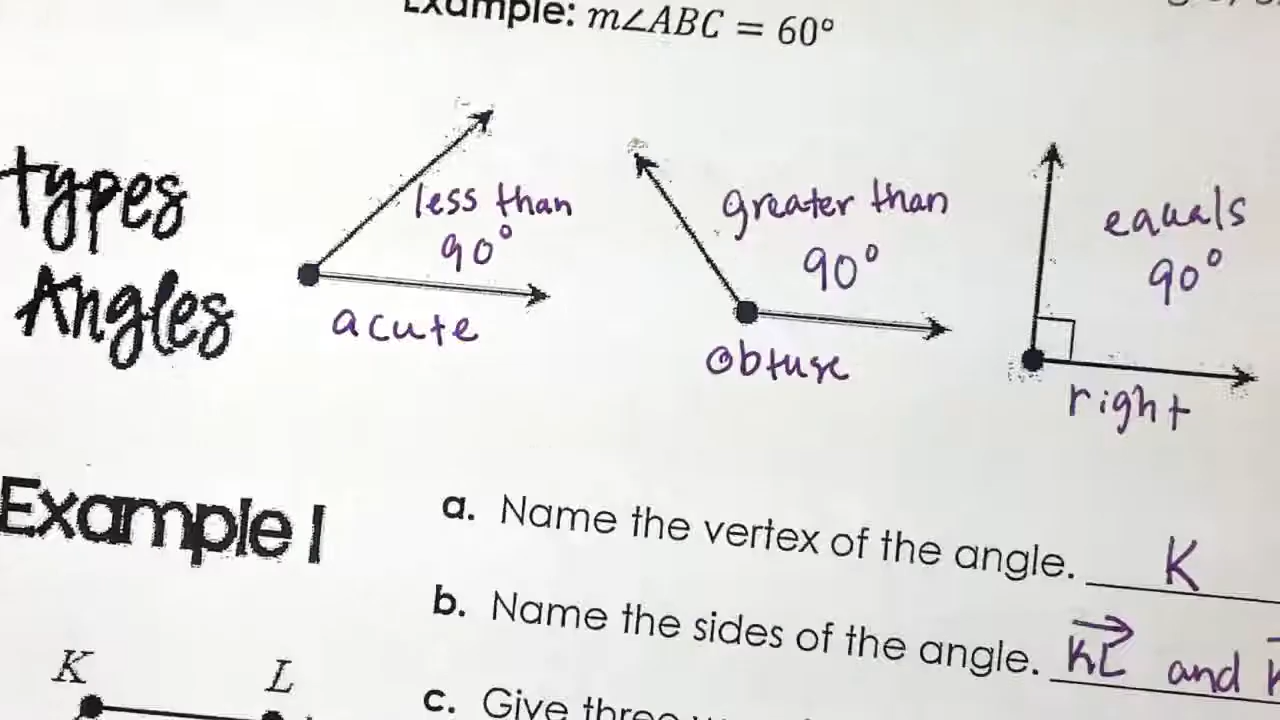 Example: m∠ABC = 60°
types
Angles
less than
90°
acute
greater than
90°
obtuse
equals
90°
right
Example 1
a. Name the vertex of the angle. K
b. Name the sides of the angle. KL and
c. Give three
K
L